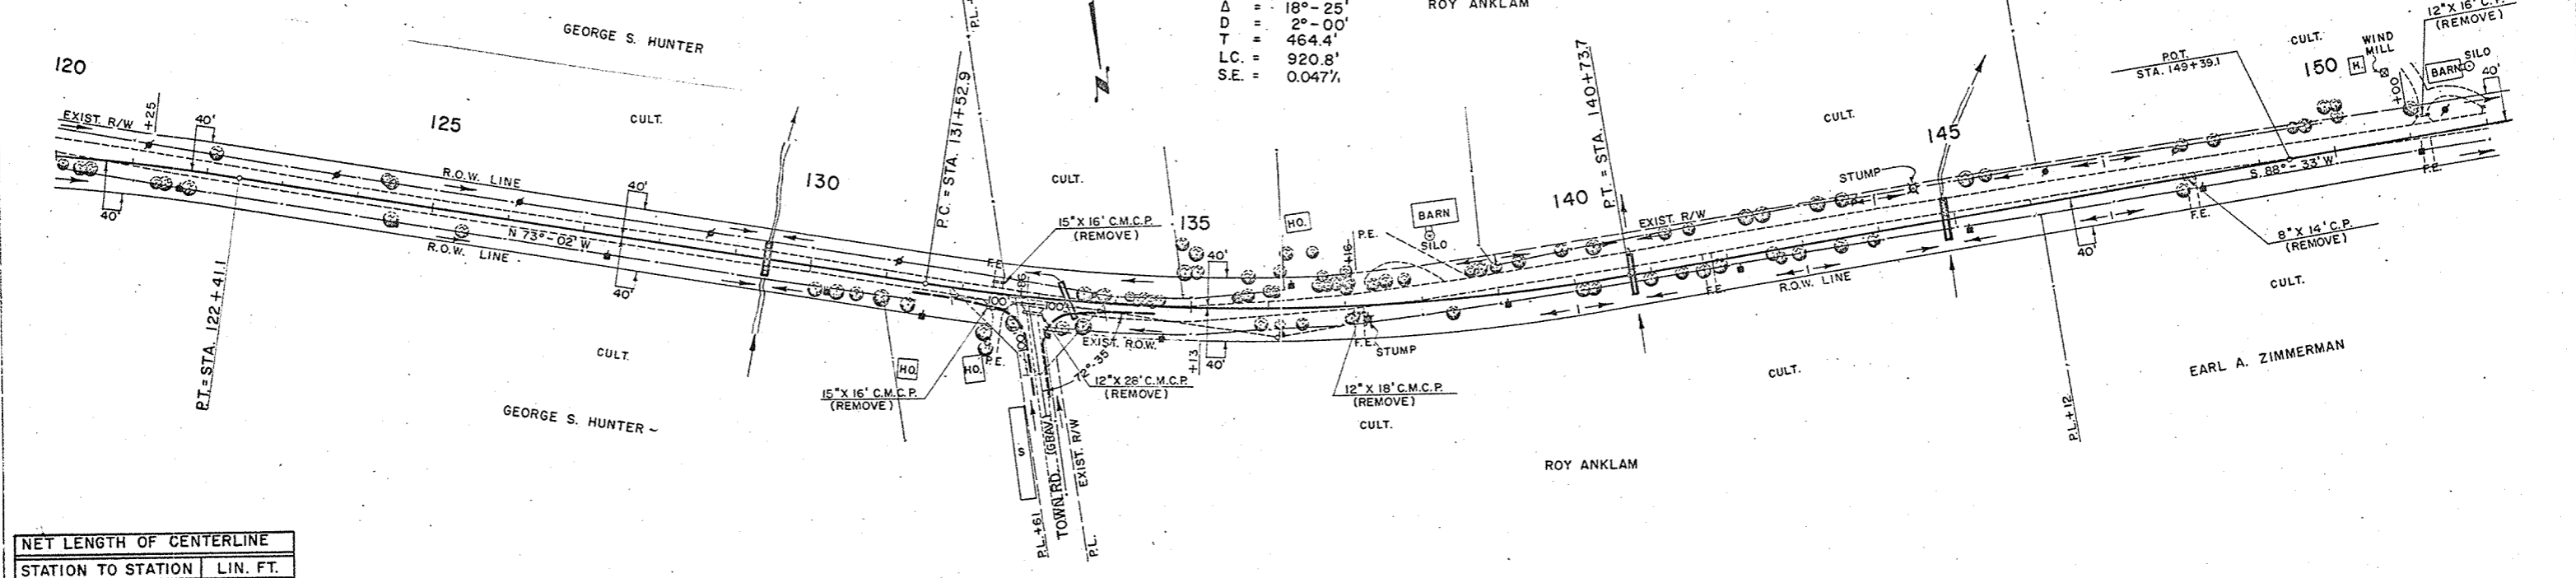 Δ = 18°-25'
D = 2°-00'
T = 464.4'
LC. = 920.8'
S.E. = 0.047'/,
ROY ANKLAM
GEORGE S. HUNTER
P.L.
120
125
130
135
140
145
150
EXIST. R/W
+25
40'
CULT.
R.O.W. LINE
40'
P.C. = STA. 131+52.9
CULT.
15" X 16' C.M.C.P.
(REMOVE)
HO.
BARN
SILO
P.E.
+16
40'
P.T. = STA. 140+73.7
EXIST. R/W
STUMP
CULT.
P.O.T.
STA. 149+39.1
CULT.
WIND
MILL
H.
BARN
SILO
+00
12" X 16' C.
(REMOVE)
40'
40'
P.T. = STA. 122+41.1
N 73°-02' W
R.O.W. LINE
40'
F.E.
100'
100'
100'
EXIST. R.O.W.
72°-35'
+13
40'
F.E.
STUMP
F.E.
R.O.W. LINE
40'
F.E.
S. 88°-33' W
F.E.
8" X 14' C.P.
(REMOVE)
CULT.
CULT.
HO.
HO.
P.E.
15" X 16' C.M.C.P.
(REMOVE)
12" X 28' C.M.C.P.
(REMOVE)
12" X 18' C.M.C.P.
(REMOVE)
CULT.
CULT.
P.L. +12
EARL A. ZIMMERMAN
GEORGE S. HUNTER
S
P.L. +61
TOWN RD. (GRAV.)
EXIST. R/W
P.L.
ROY ANKLAM
NET LENGTH OF CENTERLINE
STATION TO STATION LIN. FT.